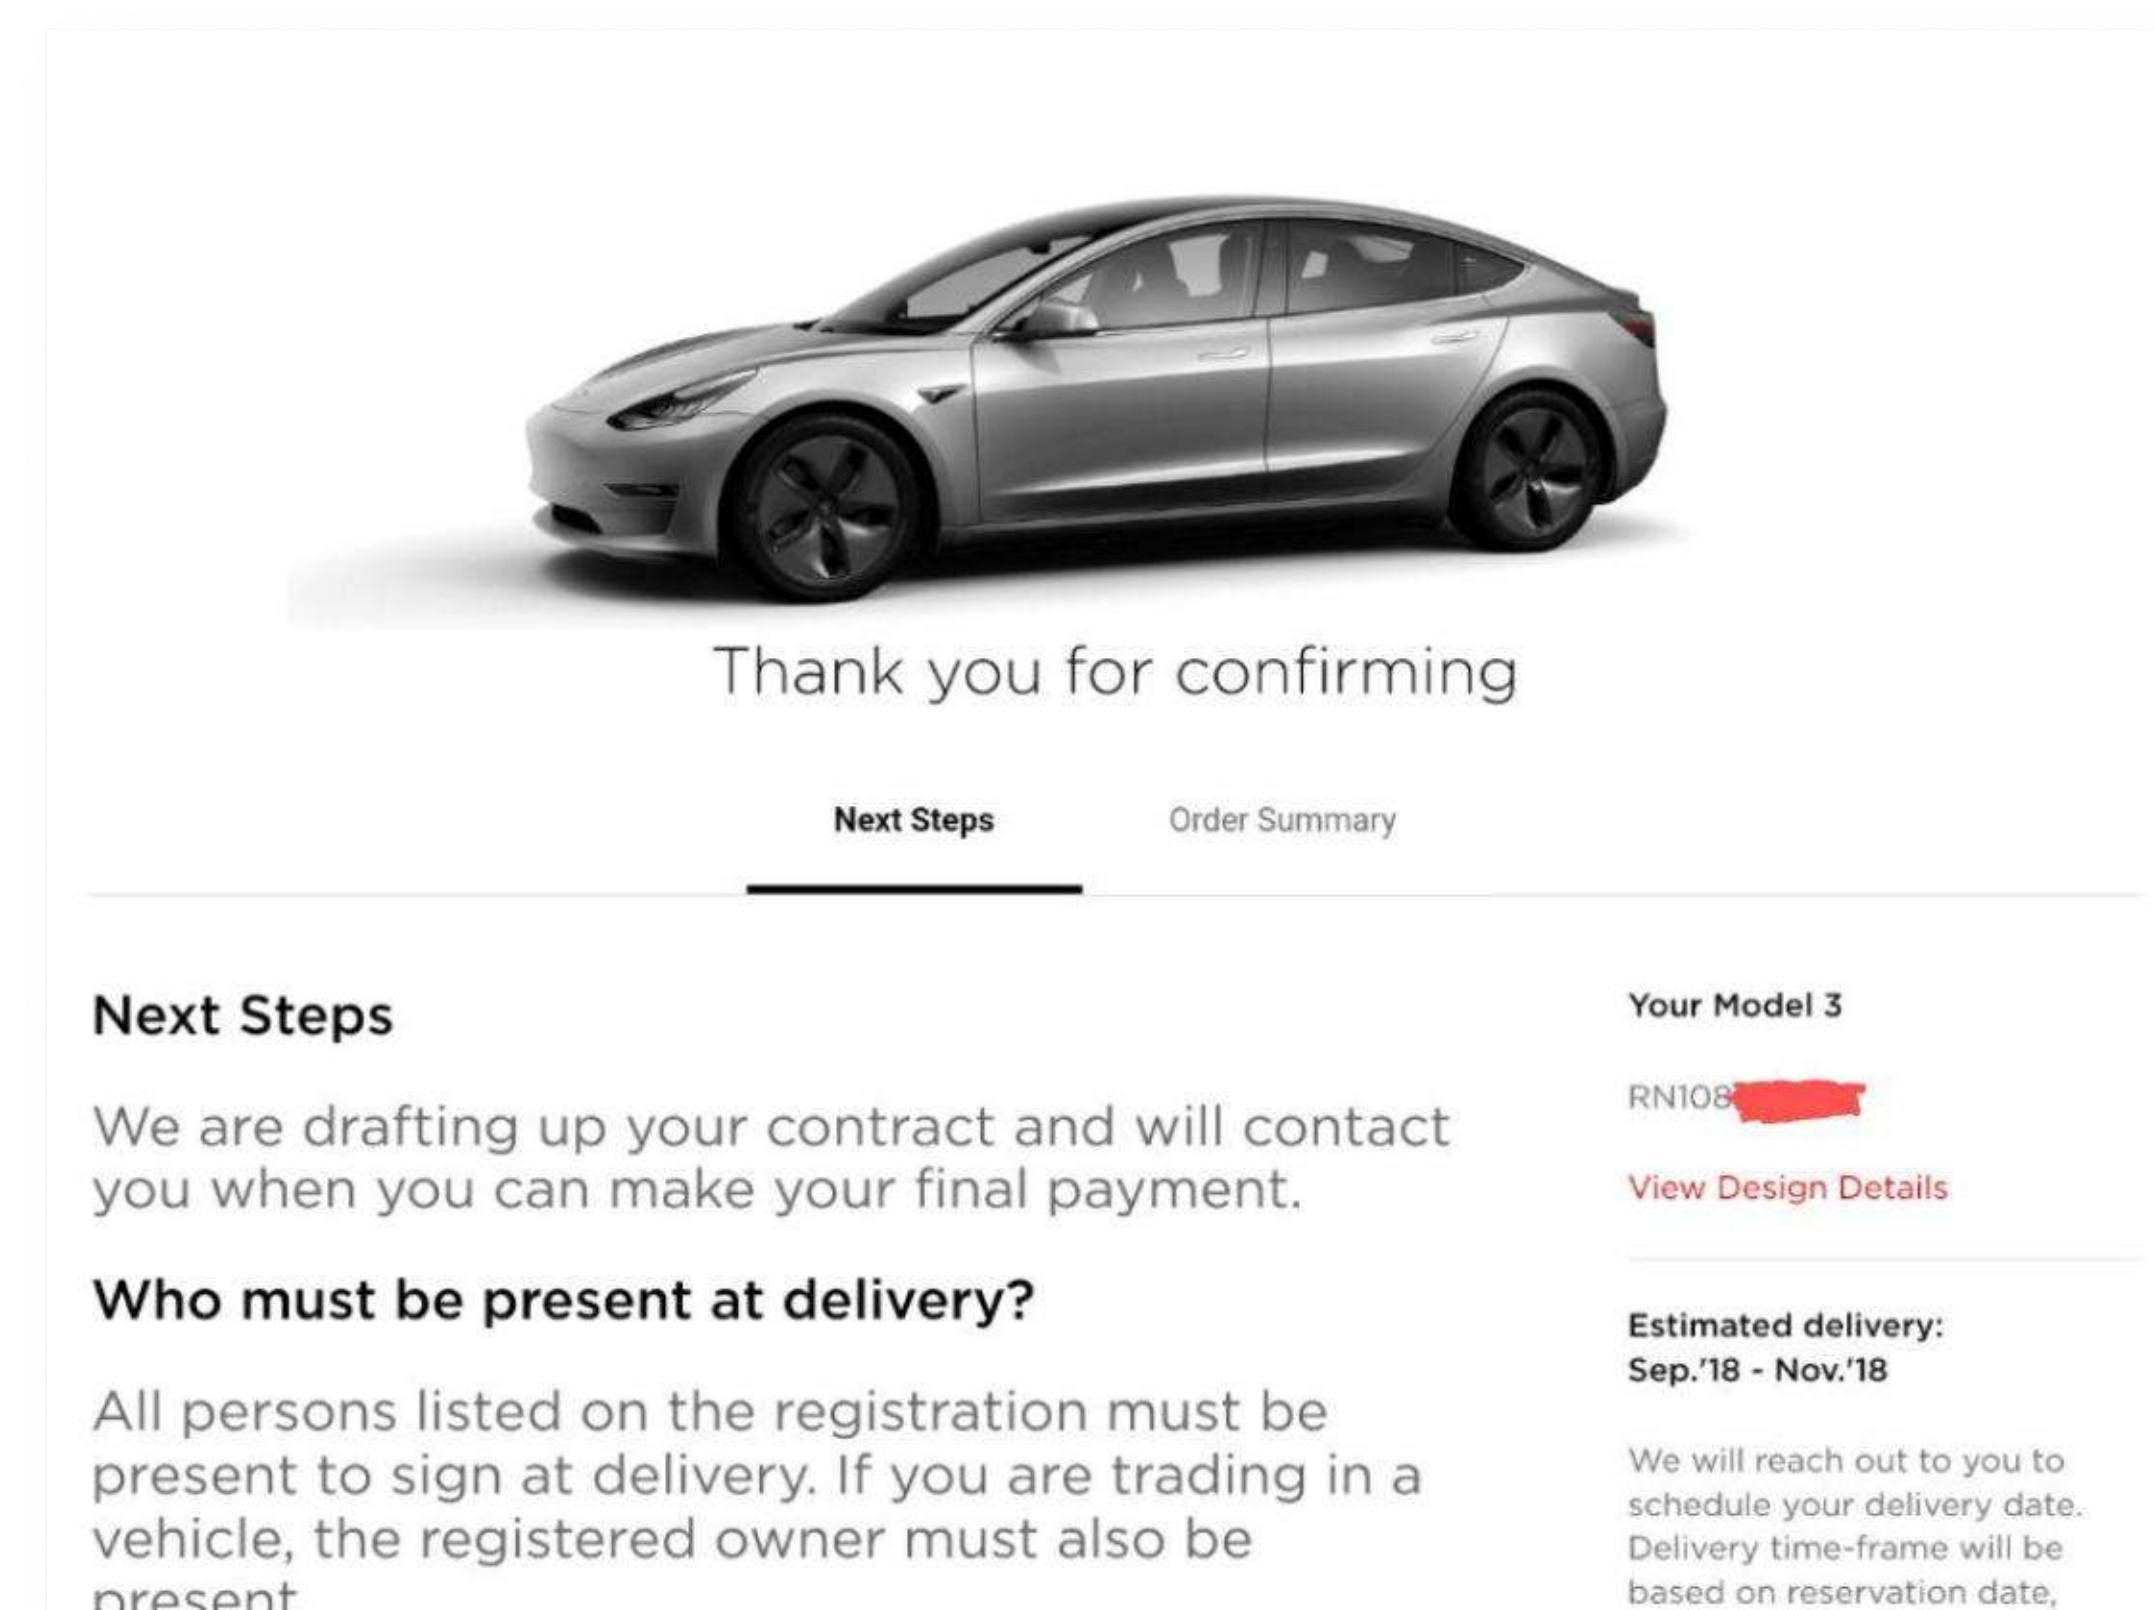 Thank you for confirming
Next Steps
Order Summary
Next Steps
We are drafting up your contract and will contact
you when you can make your final payment.
Who must be present at delivery?
All persons listed on the registration must be
present to sign at delivery. If you are trading in a
vehicle, the registered owner must also be
present.
Your Model 3
RN108
View Design Details
Estimated delivery:
Sep.'18 - Nov.'18
We will reach out to you to
schedule your delivery date.
Delivery time-frame will be
based on reservation date,